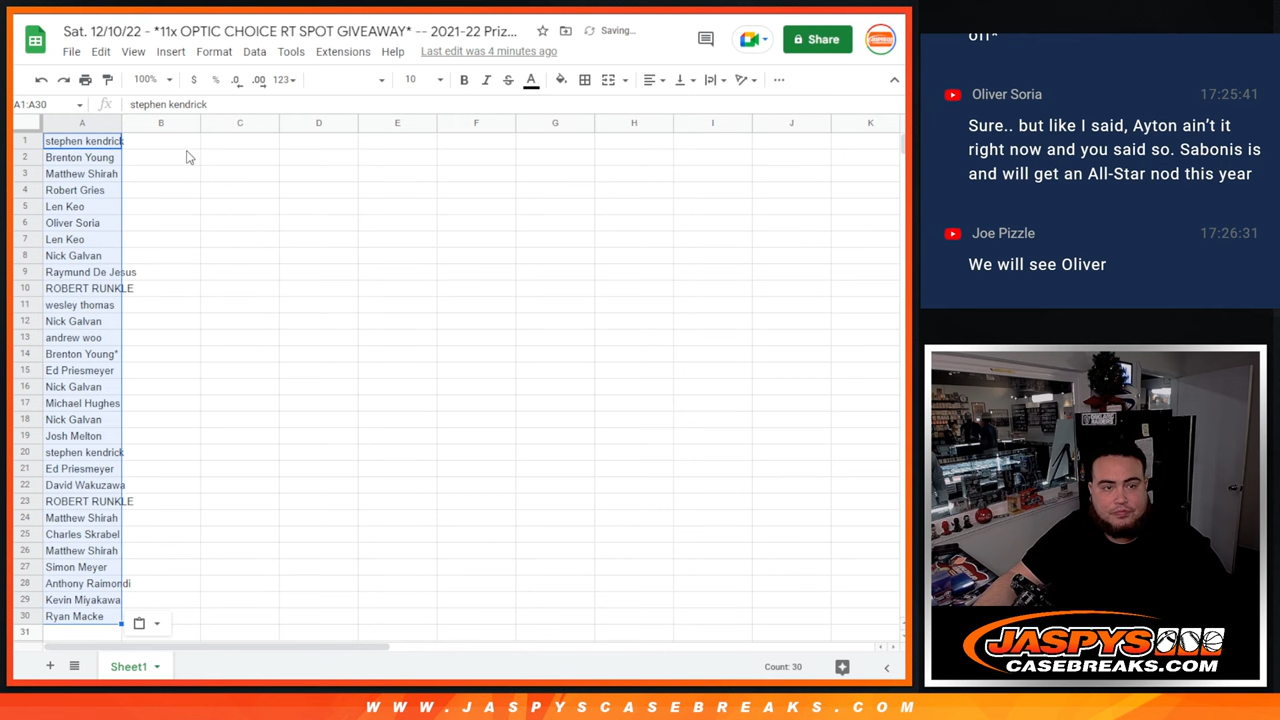 Sat. 12/10/22 - *11x OPTIC CHOICE RT SPOT GIVEAWAY* -- 2021-22 Priz...
Saving...
File Edit View Insert Format Data Tools Extensions Help Last edit was 4 minutes ago
Share
100% $ % .0 .00 123 10 B I S A
A1:A30 fx stephen kendrick
A B C D E F G H I J K
1 stephen kendrick
2 Brenton Young
3 Matthew Shirah
4 Robert Gries
5 Len Keo
6 Oliver Soria
7 Len Keo
8 Nick Galvan
9 Raymund De Jesus
10 ROBERT RUNKLE
11 wesley thomas
12 Nick Galvan
13 andrew woo
14 Brenton Young*
15 Ed Priesmeyer
16 Nick Galvan
17 Michael Hughes
18 Nick Galvan
19 Josh Melton
20 stephen kendrick
21 Ed Priesmeyer
22 David Wakuzawa
23 ROBERT RUNKLE
24 Matthew Shirah
25 Charles Skrabel
26 Matthew Shirah
27 Simon Meyer
28 Anthony Raimondi
29 Kevin Miyakawa
30 Ryan Macke
31
Sheet1
Count: 30
off*
Oliver Soria 17:25:41
Sure.. but like I said, Ayton ain’t it
right now and you said so. Sabonis is
and will get an All-Star nod this year
Joe Pizzle 17:26:31
We will see Oliver
JASPYS
CASEBREAKS.COM
WWW.JASPYSCASEBREAKS.COM